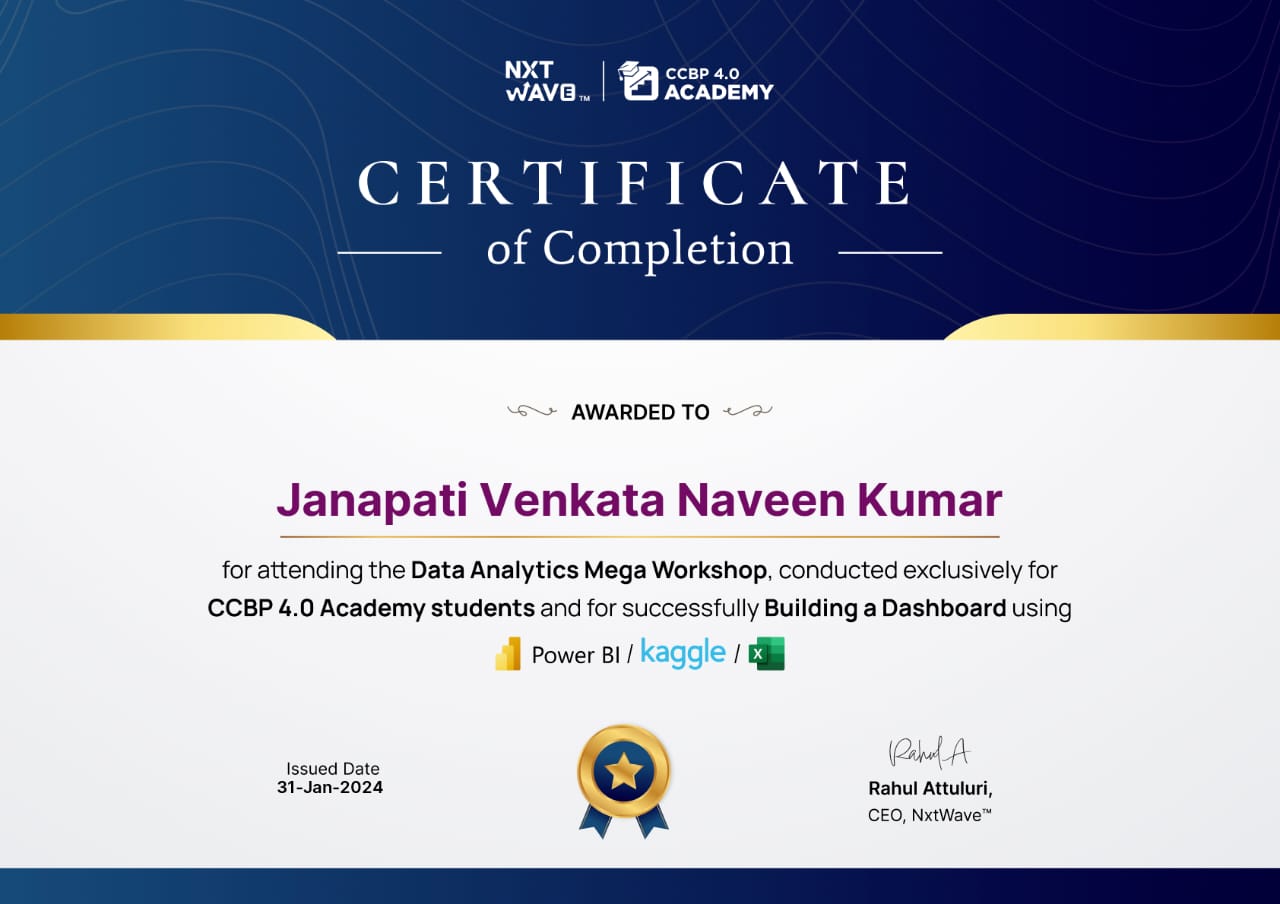 NXT
WAVE™
CCBP 4.0
ACADEMY
CERTIFICATE
of Completion
AWARDED TO
Janapati Venkata Naveen Kumar
for attending the Data Analytics Mega Workshop, conducted exclusively for
CCBP 4.0 Academy students and for successfully Building a Dashboard using
Power BI / kaggle / X
Issued Date
31-Jan-2024
Rahul A
Rahul Attuluri,
CEO, NxtWave™